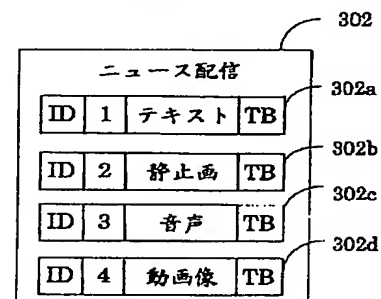 302
ニュース配信
302a
ID 1 テキスト TB
302b
ID 2 静止画 TB
302c
ID 3 音声 TB
302d
ID 4 動画像 TB